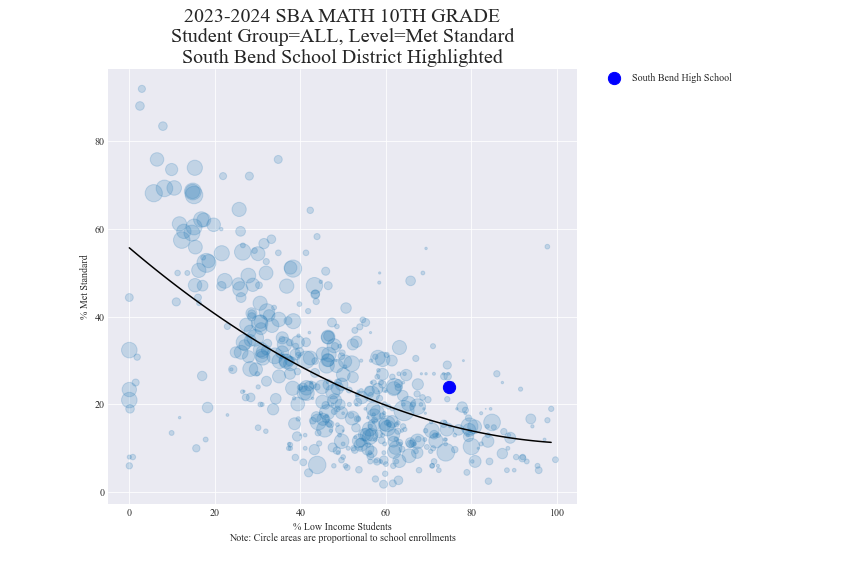 2023-2024 SBA MATH 10TH GRADE
Student Group=ALL, Level=Met Standard
South Bend School District Highlighted
South Bend High School
% Met Standard
80
60
40
20
0
0 20 40 60 80 100
% Low Income Students
Note: Circle areas are proportional to school enrollments